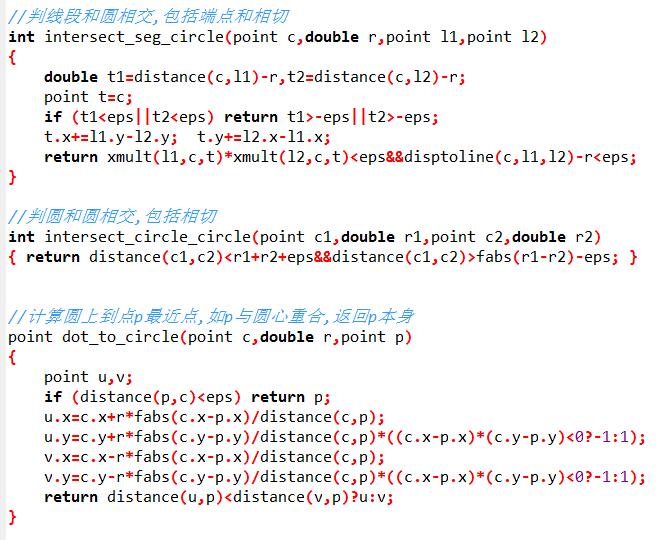 //判线段和圆相交,包括端点和相切
int intersect_seg_circle(point c,double r,point l1,point l2)
{
    double t1=distance(c,l1)-r,t2=distance(c,l2)-r;
    point t=c;
    if (t1<eps||t2<eps) return t1>-eps||t2>-eps;
    t.x+=l1.y-l2.y;  t.y+=l2.x-l1.x;
    return xmult(l1,c,t)*xmult(l2,c,t)<eps&&disptoline(c,l1,l2)-r<eps;
}
//判圆和圆相交,包括相切
int intersect_circle_circle(point c1,double r1,point c2,double r2)
{ return distance(c1,c2)<r1+r2+eps&&distance(c1,c2)>fabs(r1-r2)-eps; }
//计算圆上到点p最近点,如p与圆心重合,返回p本身
point dot_to_circle(point c,double r,point p)
{
    point u,v;
    if (distance(p,c)<eps) return p;
    u.x=c.x+r*fabs(c.x-p.x)/distance(c,p);
    u.y=c.y+r*fabs(c.y-p.y)/distance(c,p)*((c.x-p.x)*(c.y-p.y)<0?-1:1);
    v.x=c.x-r*fabs(c.x-p.x)/distance(c,p);
    v.y=c.y-r*fabs(c.y-p.y)/distance(c,p)*((c.x-p.x)*(c.y-p.y)<0?-1:1);
    return distance(u,p)<distance(v,p)?u:v;
}